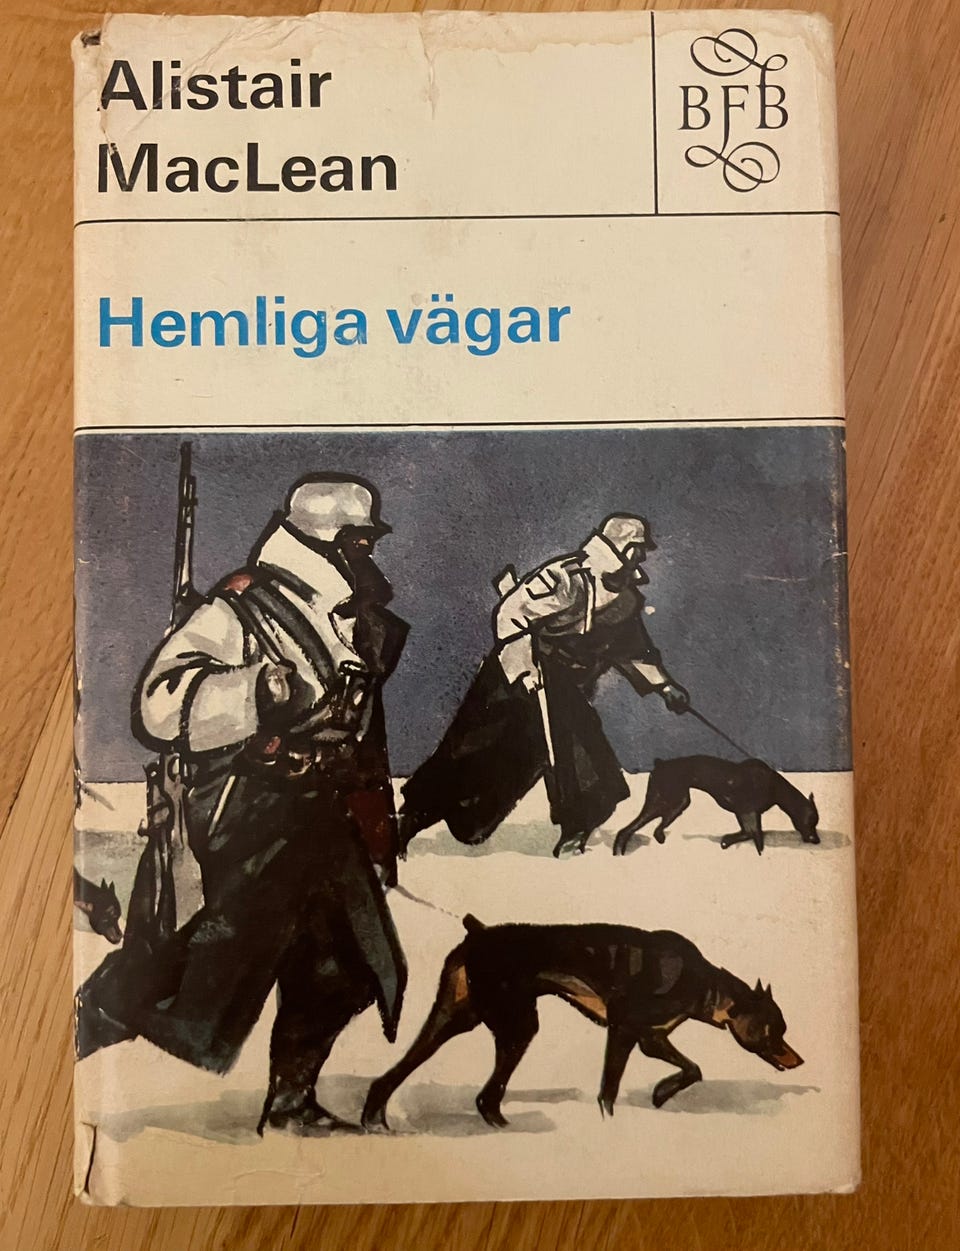 Alistair
MacLean
BFB
Hemliga vägar